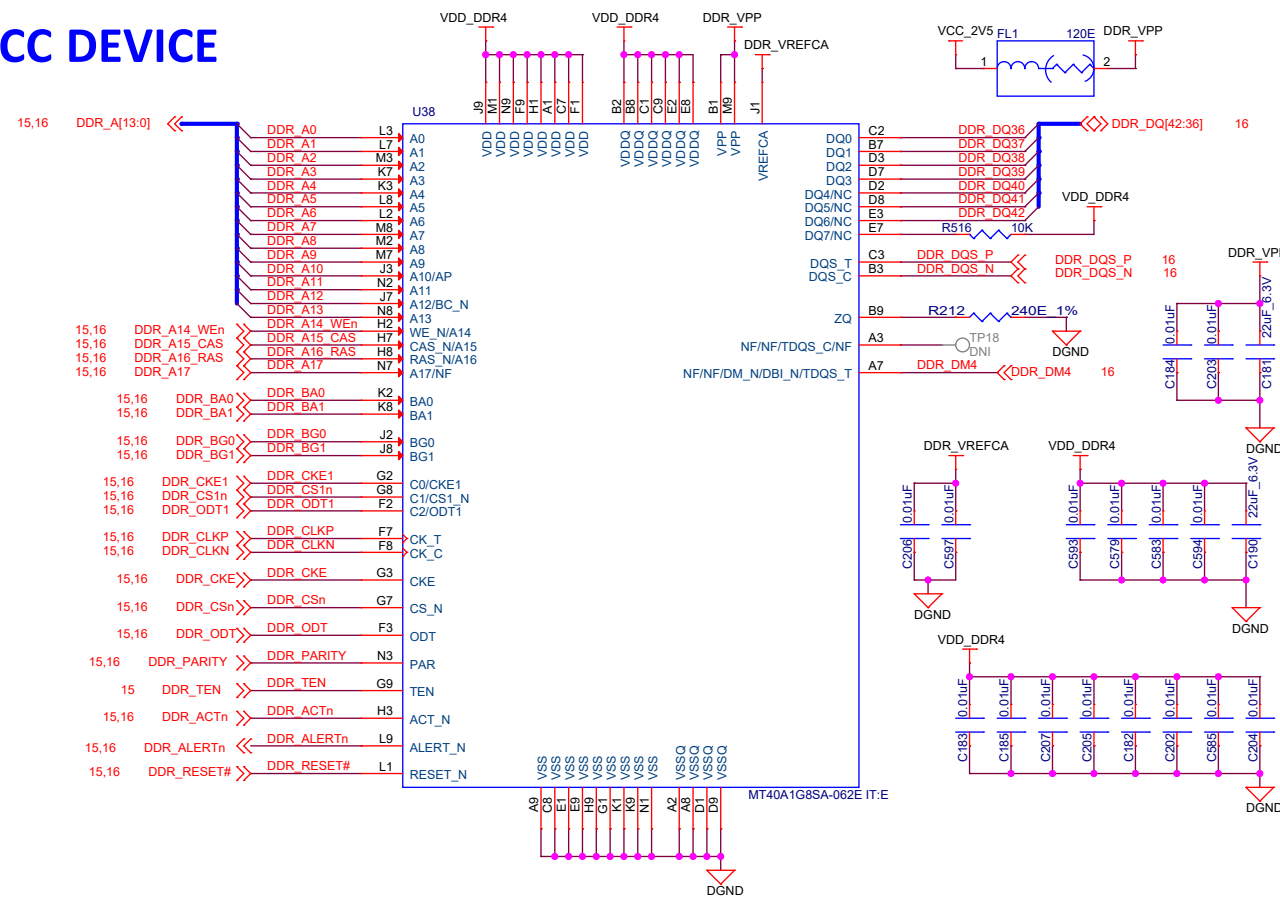 CC DEVICE
VDD_DDR4 VDD_DDR4 DDR_VPP
DDR_VREFCA
VCC_2V5 FL1 120E DDR_VPP
1 2
U38
J9 M1 N9 F9 H1 A1 C7 F1 B2 B8 C1 C9 E2 E8 B1 M9 J1
VDD VDD VDD VDD VDD VDD VDD VDD VDDQ VDDQ VDDQ VDDQ VDDQ VDDQ VPP VPP VREFCA
15,16 DDR_A[13:0]
DDR_A0 L3 A0
DDR_A1 L7 A1
DDR_A2 M3 A2
DDR_A3 K7 A3
DDR_A4 K3 A4
DDR_A5 L8 A5
DDR_A6 L2 A6
DDR_A7 M8 A7
DDR_A8 M2 A8
DDR_A9 M7 A9
DDR_A10 J3 A10/AP
DDR_A11 N2 A11
DDR_A12 J7 A12/BC_N
DDR_A13 N8 A13
15,16 DDR_A14_WEn DDR_A14_WEn H2 WE_N/A14
15,16 DDR_A15_CAS DDR_A15_CAS H7 CAS_N/A15
15,16 DDR_A16_RAS DDR_A16_RAS H8 RAS_N/A16
15,16 DDR_A17 DDR_A17 N7 A17/NF
15,16 DDR_BA0 DDR_BA0 K2 BA0
15,16 DDR_BA1 DDR_BA1 K8 BA1
15,16 DDR_BG0 DDR_BG0 J2 BG0
15,16 DDR_BG1 DDR_BG1 J8 BG1
15,16 DDR_CKE1 DDR_CKE1 G2 C0/CKE1
15,16 DDR_CS1n DDR_CS1n G8 C1/CS1_N
15,16 DDR_ODT1 DDR_ODT1 F2 C2/ODT1
15,16 DDR_CLKP DDR_CLKP F7 CK_T
15,16 DDR_CLKN DDR_CLKN F8 CK_C
15,16 DDR_CKE DDR_CKE G3 CKE
15,16 DDR_CSn DDR_CSn G7 CS_N
15,16 DDR_ODT DDR_ODT F3 ODT
15,16 DDR_PARITY DDR_PARITY N3 PAR
15 DDR_TEN DDR_TEN G9 TEN
15,16 DDR_ACTn DDR_ACTn H3 ACT_N
15,16 DDR_ALERTn DDR_ALERTn L9 ALERT_N
15,16 DDR_RESET# DDR_RESET# L1 RESET_N
DQ0 C2 DDR_DQ36 DDR_DQ[42:36] 16
DQ1 B7 DDR_DQ37
DQ2 D3 DDR_DQ38
DQ3 D7 DDR_DQ39
DQ4/NC D2 DDR_DQ40
DQ5/NC D8 DDR_DQ41
DQ6/NC E3 DDR_DQ42
DQ7/NC E7 R516 10K VDD_DDR4
DQS_T C3 DDR_DQS_P DDR_DQS_P 16
DQS_C B3 DDR_DQS_N DDR_DQS_N 16
ZQ B9 R212 240E_1% DGND
NF/NF/TDQS_C/NF A3 TP18 DNI
NF/NF/DM_N/DBI_N/TDQS_T A7 DDR_DM4 DDR_DM4 16
VSS VSS VSS VSS VSS VSS VSS VSS VSS VSSQ VSSQ VSSQ VSSQ
A9 C8 E1 E9 H9 G1 K1 K9 N1 A2 A8 D1 D9
MT40A1G8SA-062E IT:E
DGND
DDR_VP
0.01uF 0.01uF 22uF_6.3V
C184 C203 C181
DGND
DDR_VREFCA
0.01uF 0.01uF
C206 C597
DGND
VDD_DDR4
0.01uF 0.01uF 0.01uF 0.01uF 22uF_6.3V
C593 C579 C583 C594 C190
DGND
VDD_DDR4
0.01uF 0.01uF 0.01uF 0.01uF 0.01uF 0.01uF 0.01uF 0.01uF
C183 C185 C207 C205 C182 C202 C585 C204
DGND